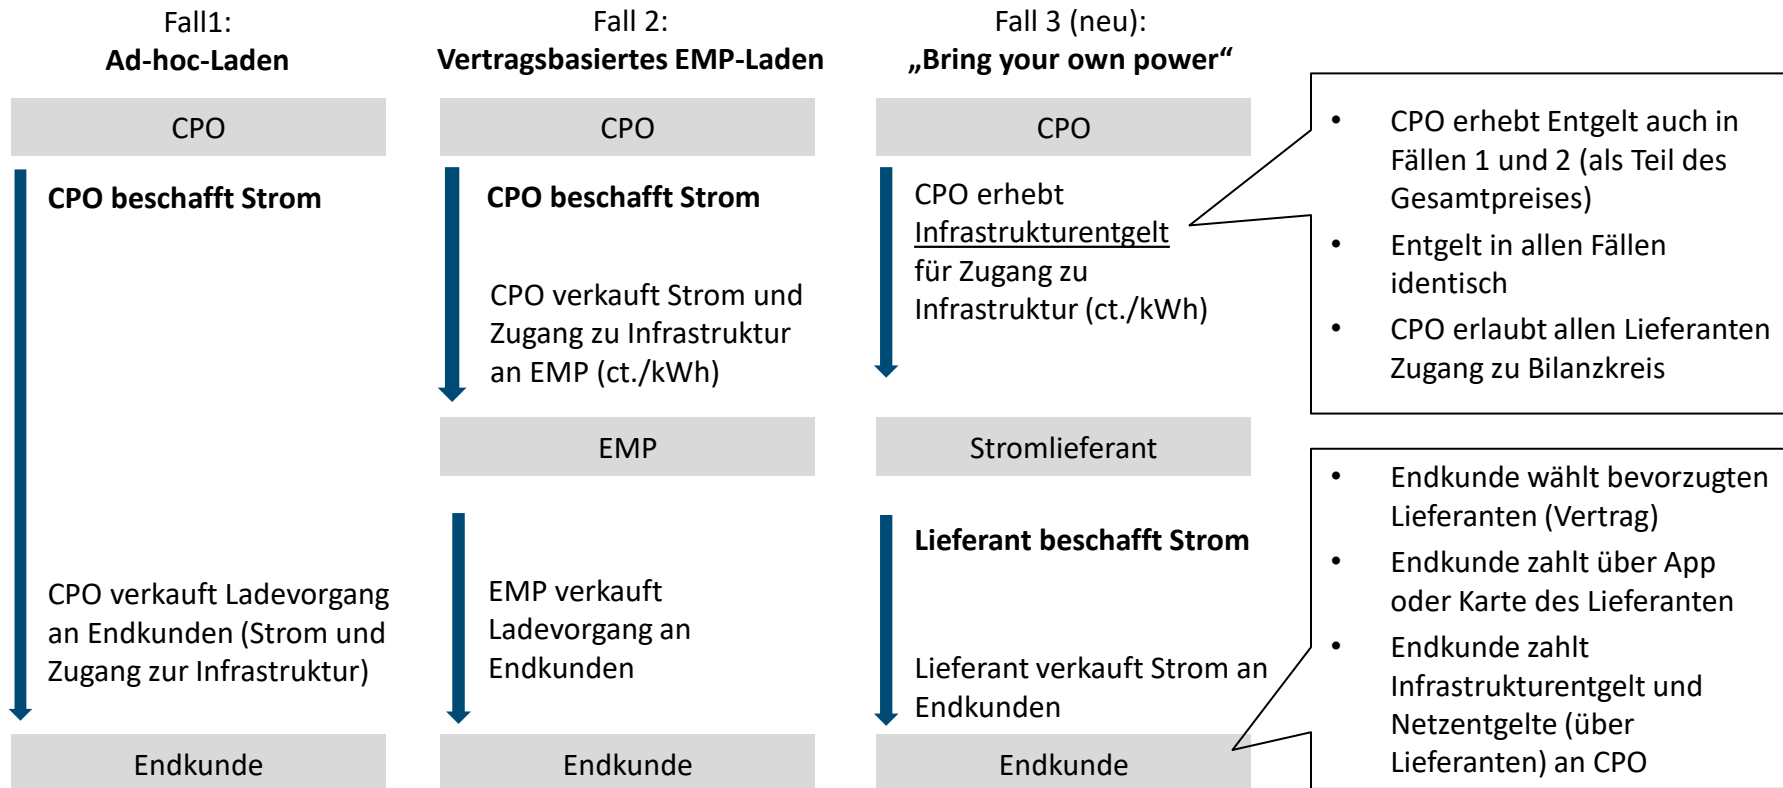 Fall1:
Ad-hoc-Laden
CPO
CPO beschafft Strom
CPO verkauft Ladevorgang
an Endkunden (Strom und
Zugang zur Infrastruktur)
Endkunde
Fall 2:
Vertragsbasiertes EMP-Laden
CPO
CPO beschafft Strom
CPO verkauft Strom und
Zugang zu Infrastruktur
an EMP (ct./kWh)
EMP
EMP verkauft
Ladevorgang an
Endkunden
Endkunde
Fall 3 (neu):
„Bring your own power“
CPO
CPO erhebt
Infrastrukturentgelt
für Zugang zu
Infrastruktur (ct./kWh)
Stromlieferant
Lieferant beschafft Strom
Lieferant verkauft Strom an
Endkunden
Endkunde
• CPO erhebt Entgelt auch in
Fällen 1 und 2 (als Teil des
Gesamtpreises)
• Entgelt in allen Fällen
identisch
• CPO erlaubt allen Lieferanten
Zugang zu Bilanzkreis
• Endkunde wählt bevorzugten
Lieferanten (Vertrag)
• Endkunde zahlt über App
oder Karte des Lieferanten
• Endkunde zahlt
Infrastrukturentgelt und
Netzentgelte (über
Lieferanten) an CPO